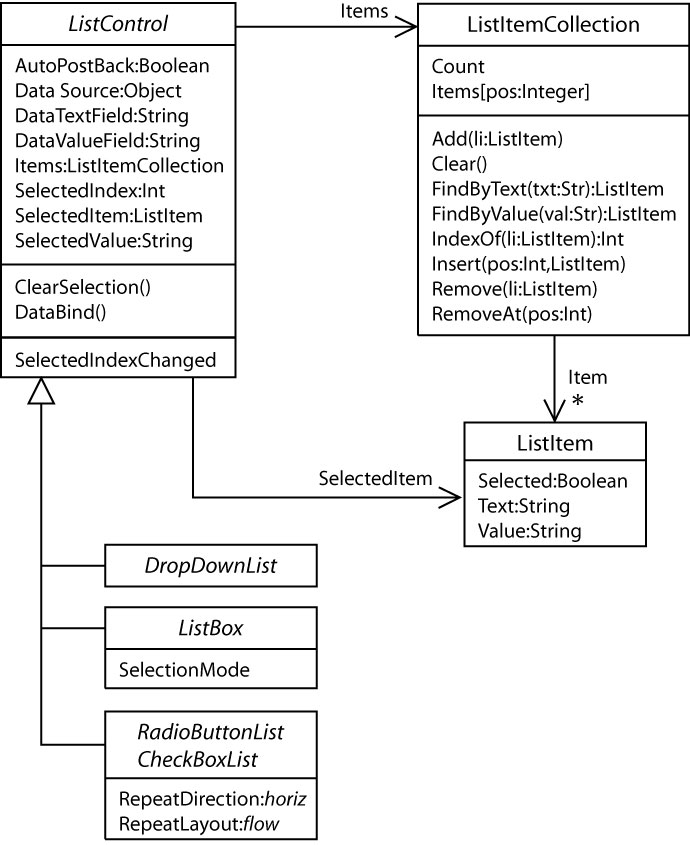 ListControl
AutoPostBack:Boolean
Data Source:Object
DataTextField:String
DataValueField:String
Items:ListItemCollection
SelectedIndex:Int
SelectedItem:ListItem
SelectedValue:String
ClearSelection()
DataBind()
SelectedIndexChanged
Items
ListItemCollection
Count
Items[pos:Integer]
Add(li:ListItem)
Clear()
FindByText(txt:Str):ListItem
FindByValue(val:Str):ListItem
IndexOf(li:ListItem):Int
Insert(pos:Int,ListItem)
Remove(li:ListItem)
RemoveAt(pos:Int)
Item
*
ListItem
Selected:Boolean
Text:String
Value:String
SelectedItem
DropDownList
ListBox
SelectionMode
RadioButtonList
CheckBoxList
RepeatDirection:horiz
RepeatLayout:flow